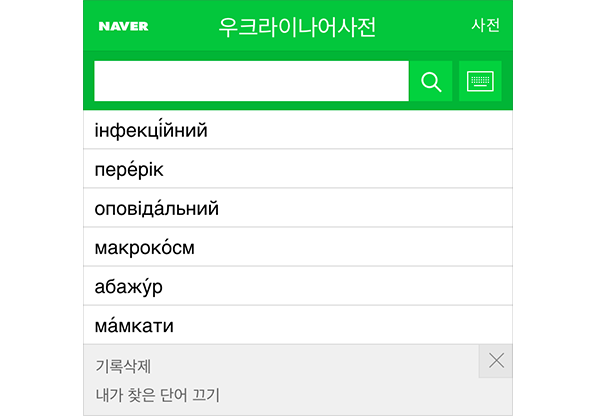 NAVER 우크라이나어사전 사전
інфекці́йний
пере́рік
оповіда́льний
макроко́см
абажу́р
ма́мкати
기록삭제
내가 찾은 단어 끄기